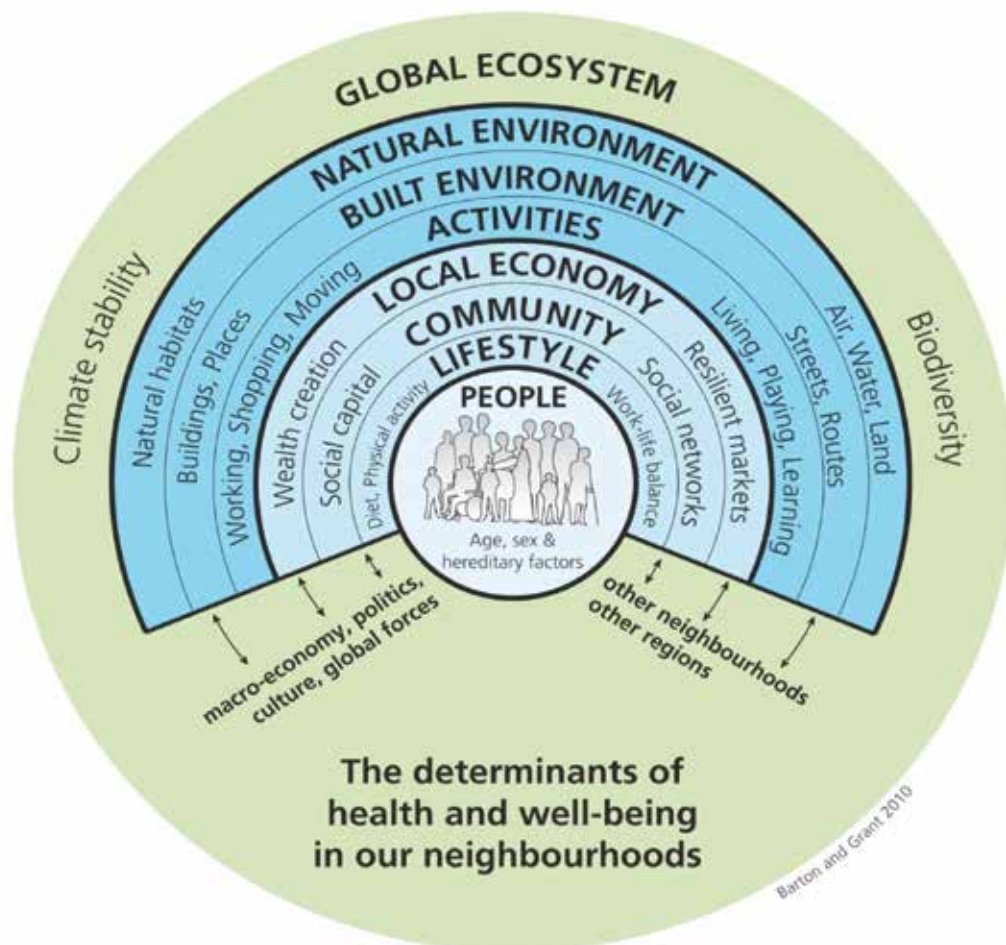 GLOBAL ECOSYSTEM
NATURAL ENVIRONMENT
BUILT ENVIRONMENT
ACTIVITIES
LOCAL ECONOMY
COMMUNITY
LIFESTYLE
PEOPLE
Age, sex &
hereditary factors
Climate stability
Natural habitats
Buildings, Places
Working, Shopping, Moving
Wealth creation
Social capital
Diet, Physical activity
Work-life balance
Social networks
Resilient markets
Living, Playing, Learning
Streets, Routes
Air, Water, Land
Biodiversity
macro-economy, politics,
culture, global forces
other neighbourhoods
other regions
The determinants of
health and well-being
in our neighbourhoods
Barton and Grant 2010